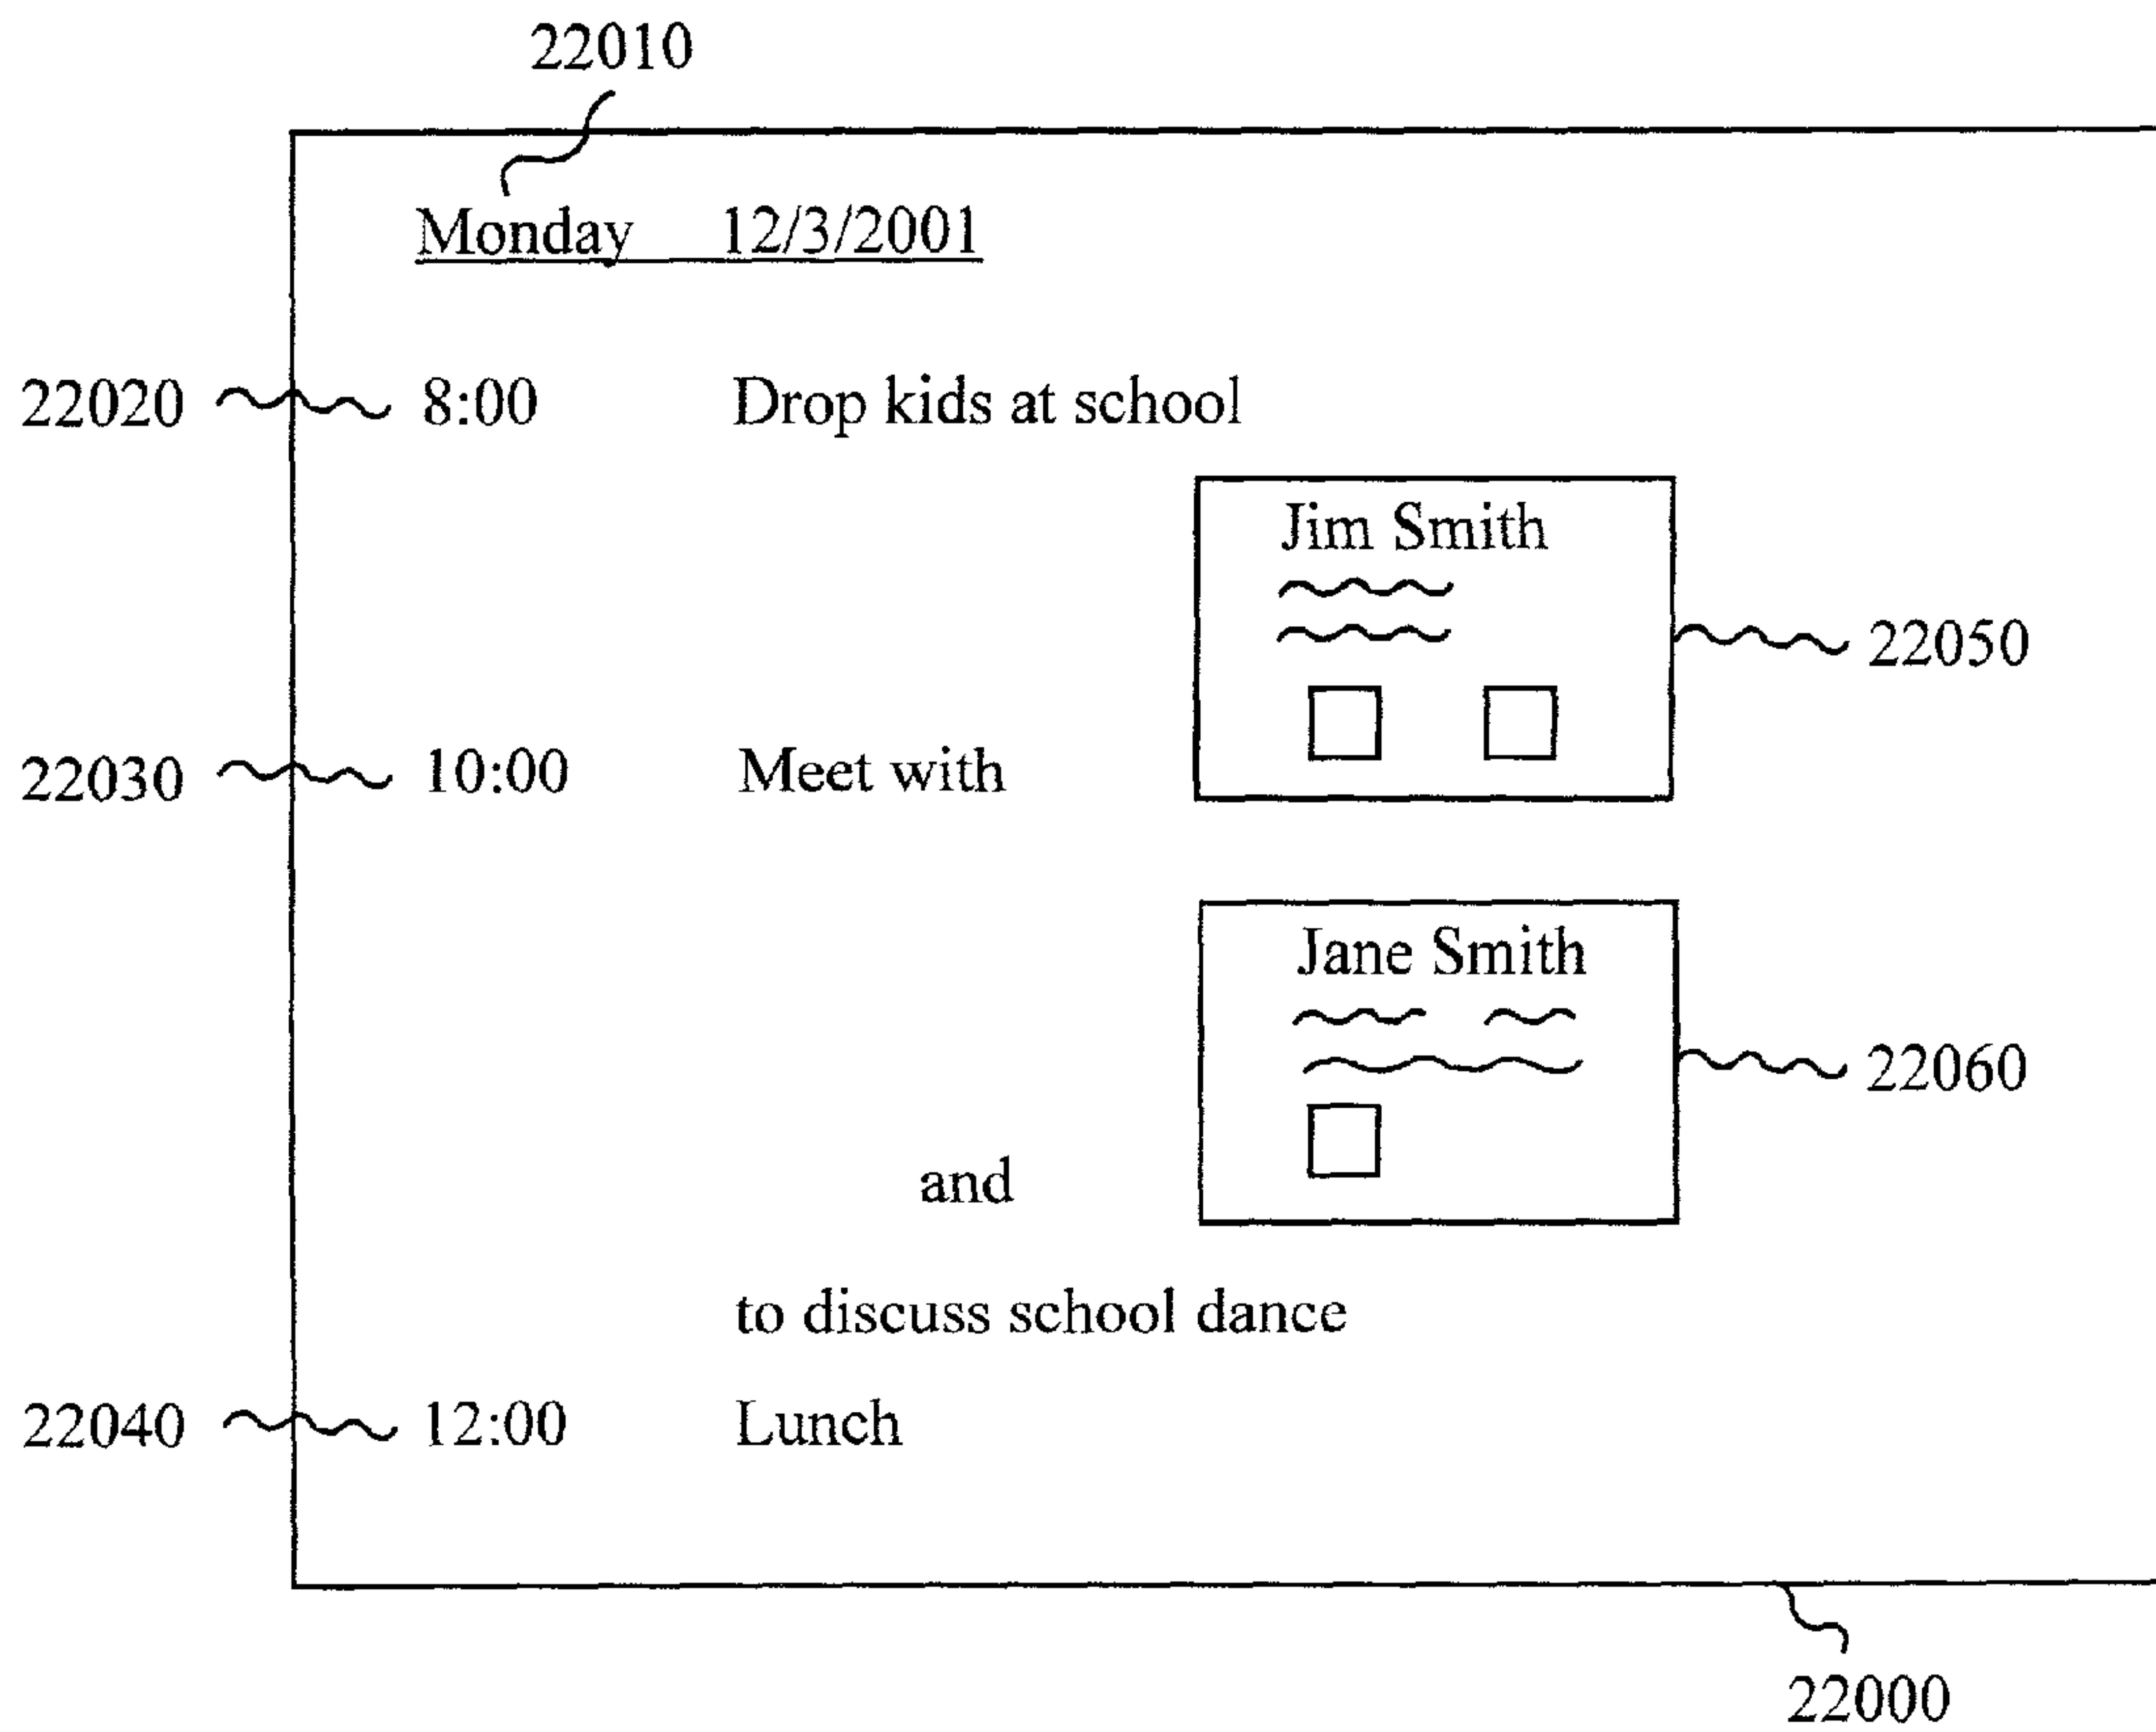 22010
Monday 12/3/2001
22020 8:00 Drop kids at school
Jim Smith
22050
22030 10:00 Meet with
Jane Smith
22060
and
to discuss school dance
22040 12:00 Lunch
22000